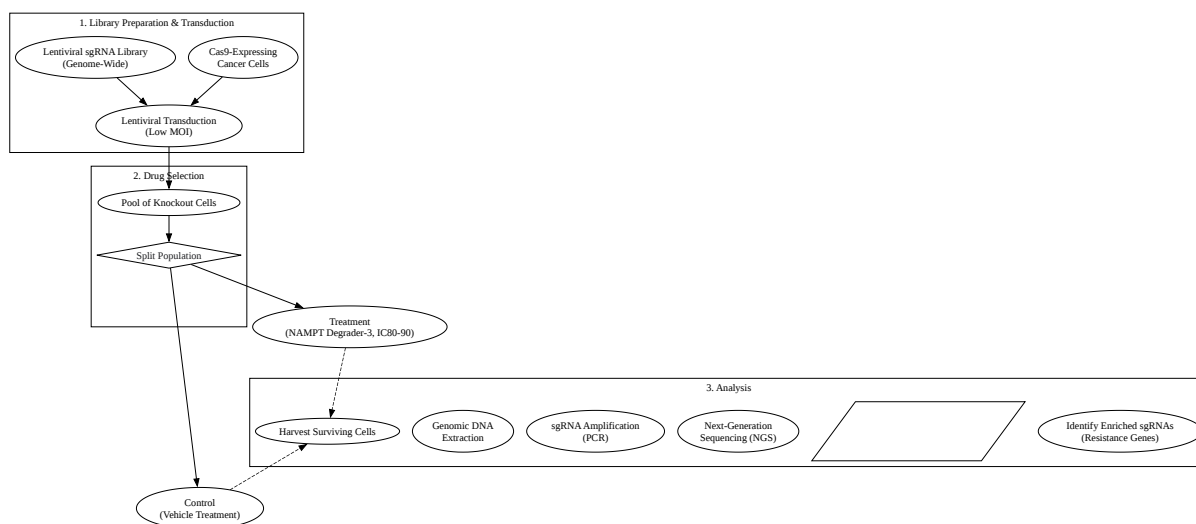 1. Library Preparation & Transduction
Lentiviral sgRNA Library
(Genome-Wide)
Cas9-Expressing
Cancer Cells
Lentiviral Transduction
(Low MOI)
2. Drug Selection
Pool of Knockout Cells
Split Population
Treatment
(NAMPT Degrader-3, IC80-90)
3. Analysis
Harvest Surviving Cells
Genomic DNA
Extraction
sgRNA Amplification
(PCR)
Next-Generation
Sequencing (NGS)
Identify Enriched sgRNAs
(Resistance Genes)
Control
(Vehicle Treatment)